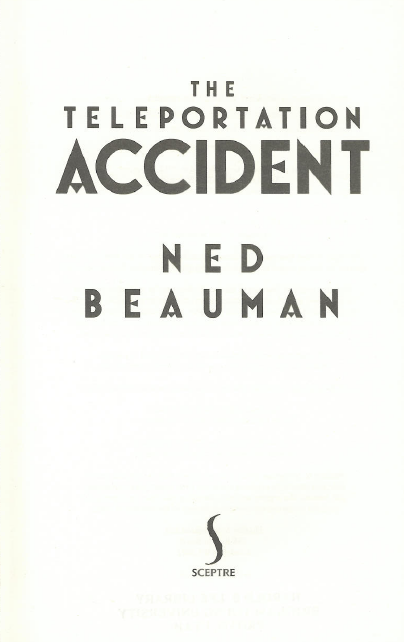 THE
TELEPORTATION
ACCIDENT
NED
BEAUMAN
SCEPTRE